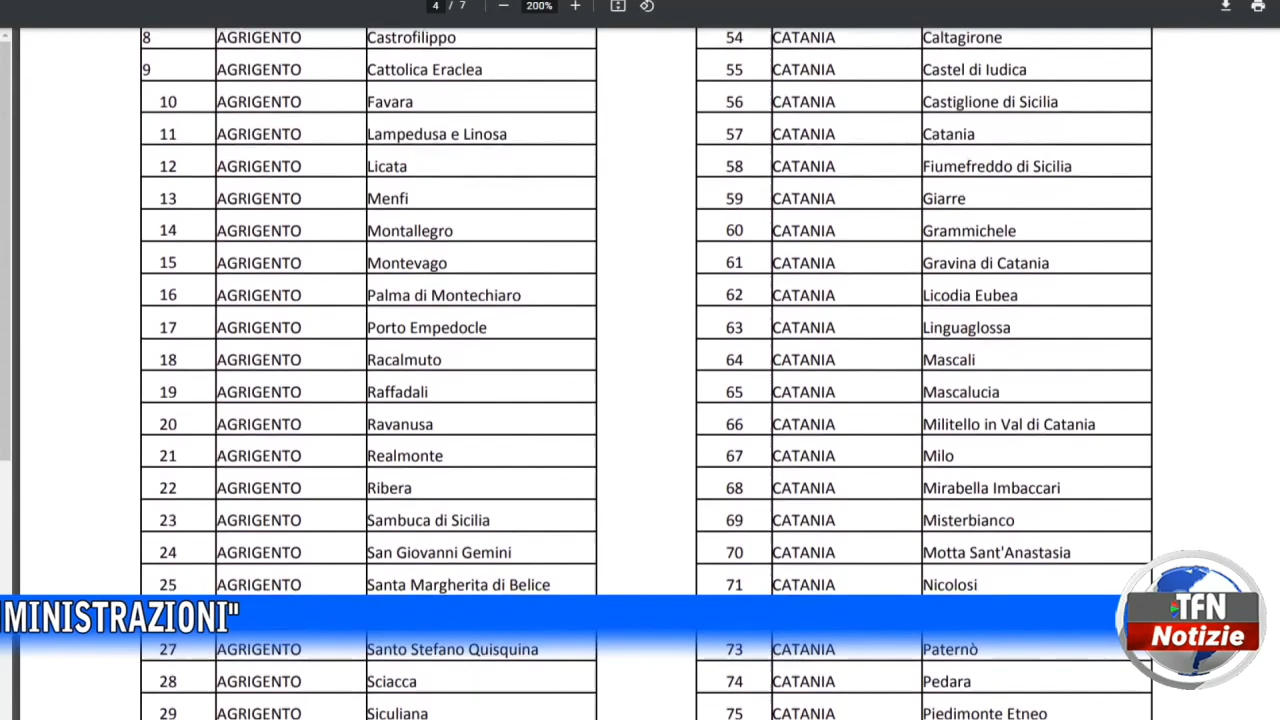 4 / 7 — 200% +
8 AGRIGENTO Castrofilippo
9 AGRIGENTO Cattolica Eraclea
10 AGRIGENTO Favara
11 AGRIGENTO Lampedusa e Linosa
12 AGRIGENTO Licata
13 AGRIGENTO Menfi
14 AGRIGENTO Montallegro
15 AGRIGENTO Montevago
16 AGRIGENTO Palma di Montechiaro
17 AGRIGENTO Porto Empedocle
18 AGRIGENTO Racalmuto
19 AGRIGENTO Raffadali
20 AGRIGENTO Ravanusa
21 AGRIGENTO Realmonte
22 AGRIGENTO Ribera
23 AGRIGENTO Sambuca di Sicilia
24 AGRIGENTO San Giovanni Gemini
25 AGRIGENTO Santa Margherita di Belice
27 AGRIGENTO Santo Stefano Quisquina
28 AGRIGENTO Sciacca
29 AGRIGENTO Siculiana
54 CATANIA Caltagirone
55 CATANIA Castel di Iudica
56 CATANIA Castiglione di Sicilia
57 CATANIA Catania
58 CATANIA Fiumefreddo di Sicilia
59 CATANIA Giarre
60 CATANIA Grammichele
61 CATANIA Gravina di Catania
62 CATANIA Licodia Eubea
63 CATANIA Linguaglossa
64 CATANIA Mascali
65 CATANIA Mascalucia
66 CATANIA Militello in Val di Catania
67 CATANIA Milo
68 CATANIA Mirabella Imbaccari
69 CATANIA Misterbianco
70 CATANIA Motta Sant'Anastasia
71 CATANIA Nicolosi
73 CATANIA Paternò
74 CATANIA Pedara
75 CATANIA Piedimonte Etneo
MINISTRAZIONI"
TFN
Notizie